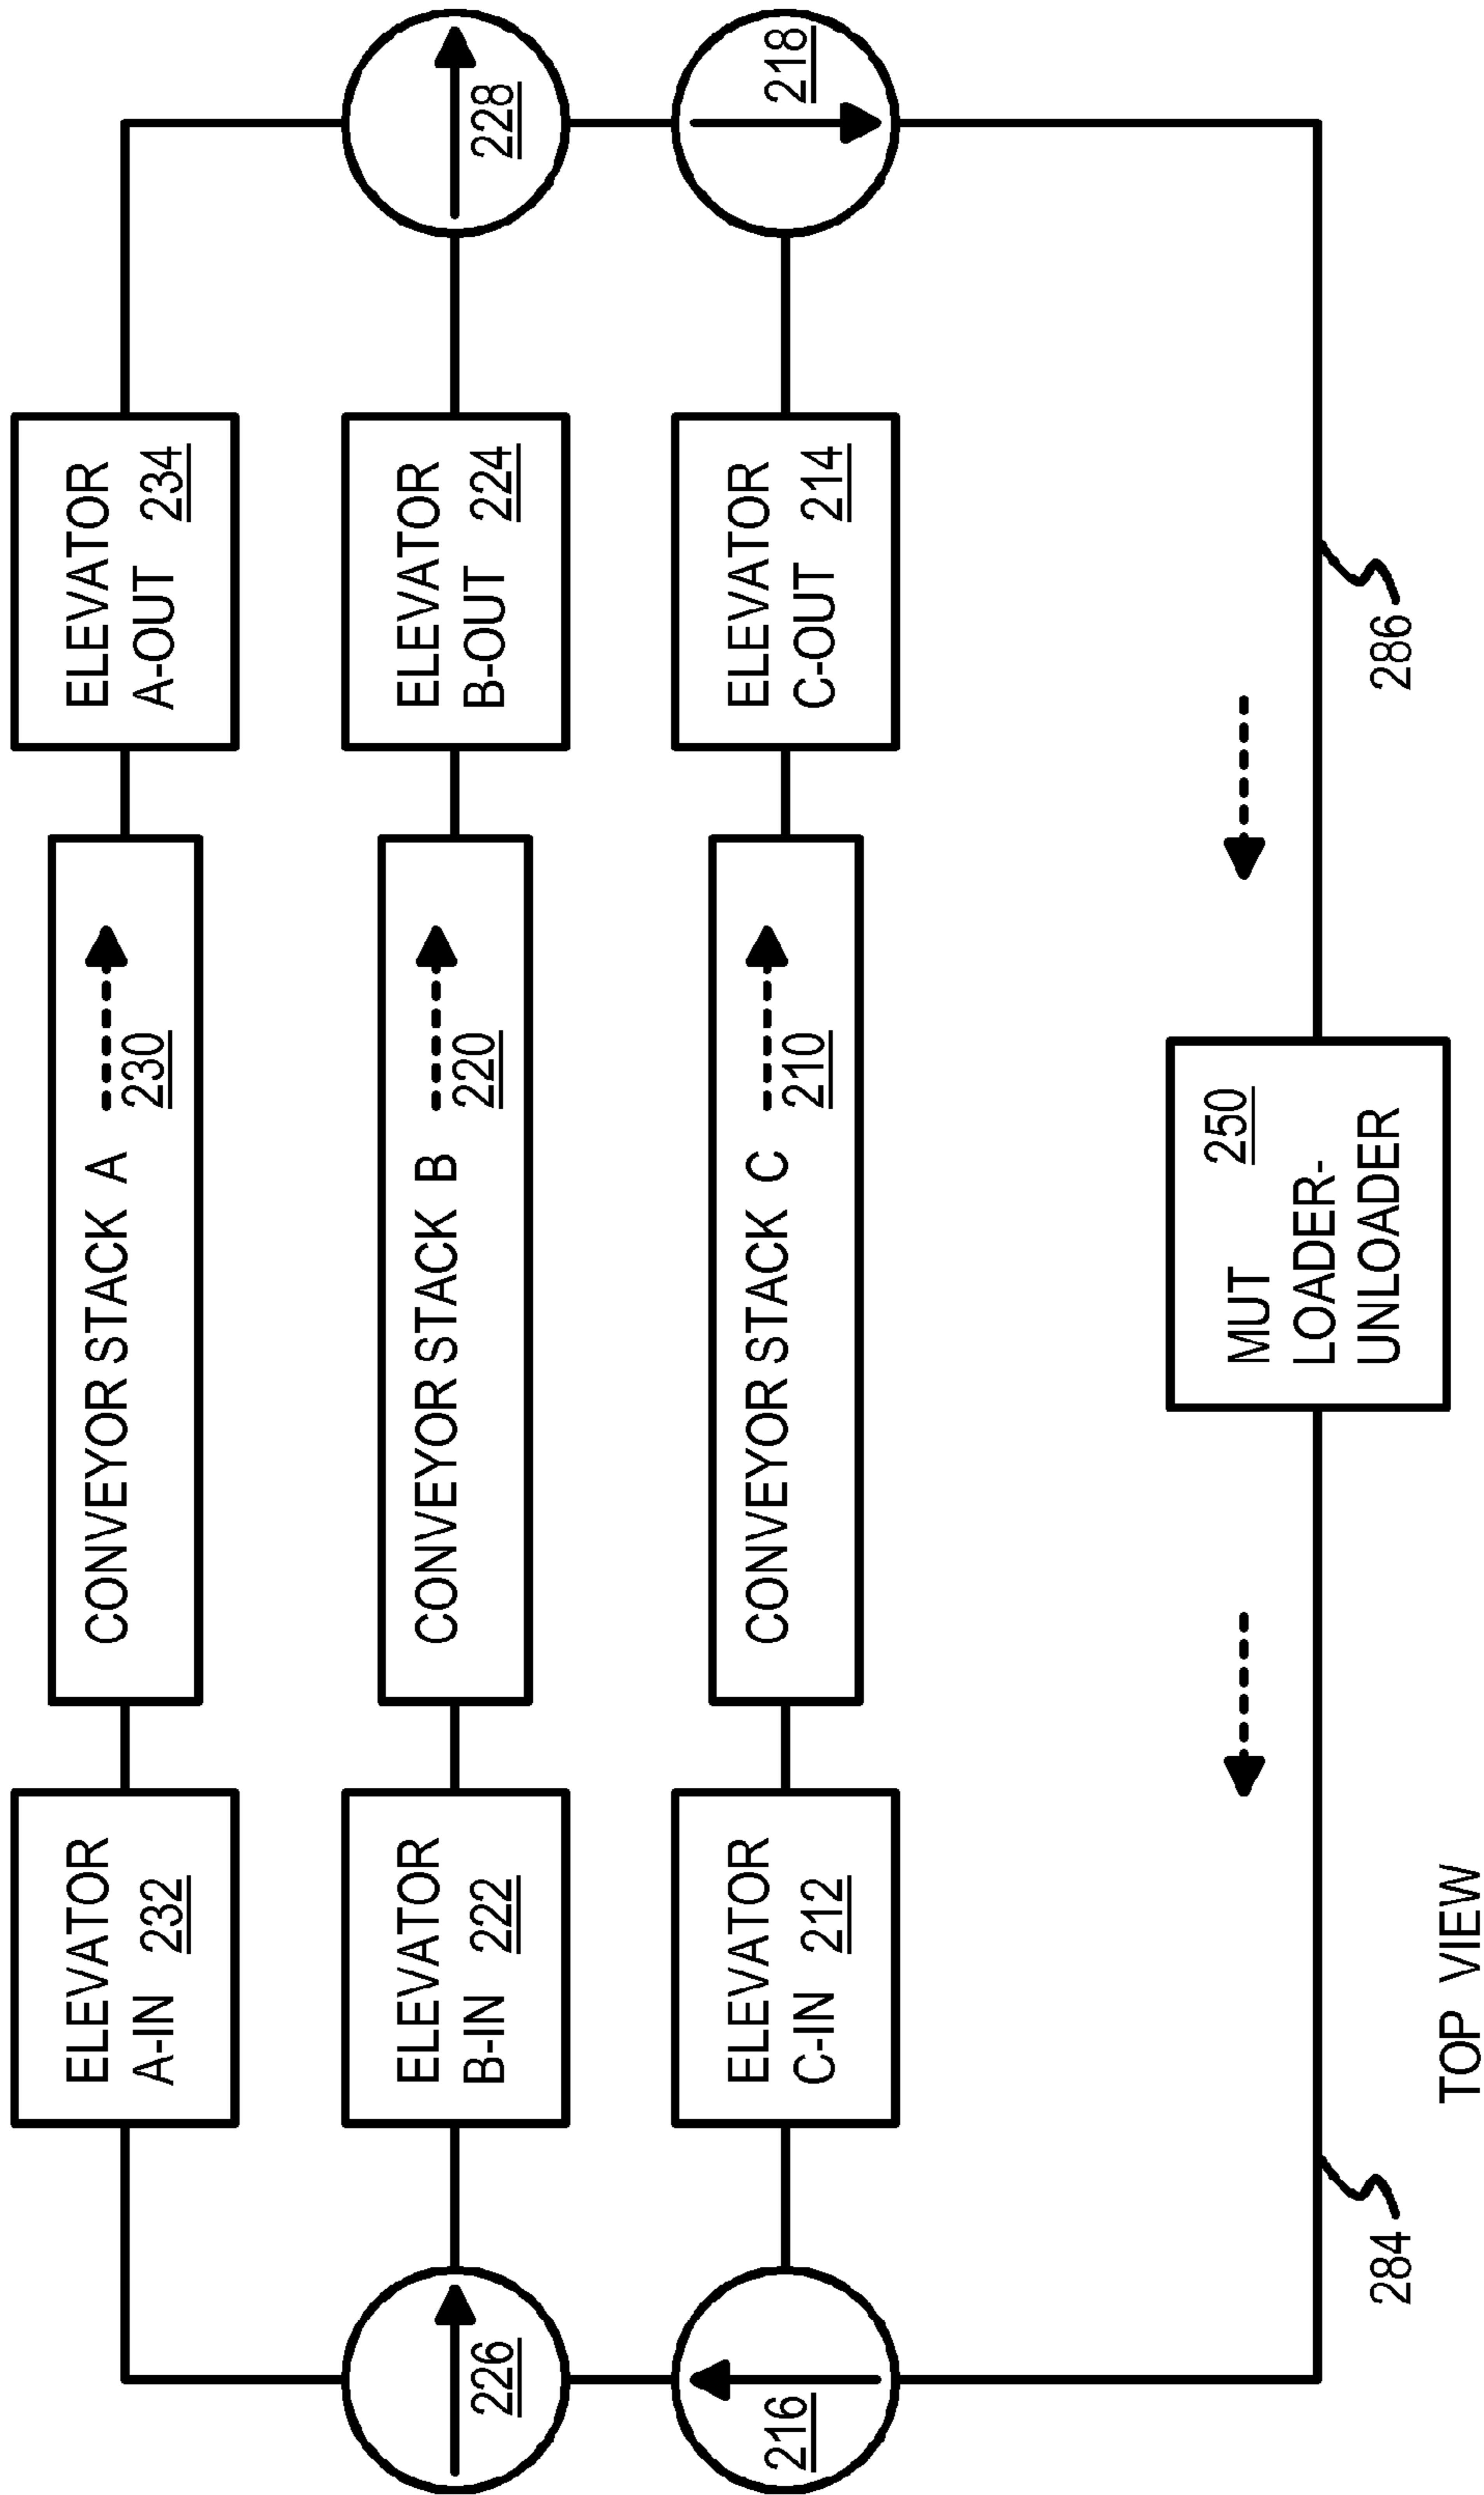 ELEVATOR
A-IN 232
CONVEYOR STACK A
230
ELEVATOR
A-OUT 234
ELEVATOR
B-IN 222
CONVEYOR STACK B
220
ELEVATOR
B-OUT 224
226
228
ELEVATOR
C-IN 212
CONVEYOR STACK C
210
ELEVATOR
C-OUT 214
216
218
MUT 250
LOADER-
UNLOADER
284
286
TOP VIEW